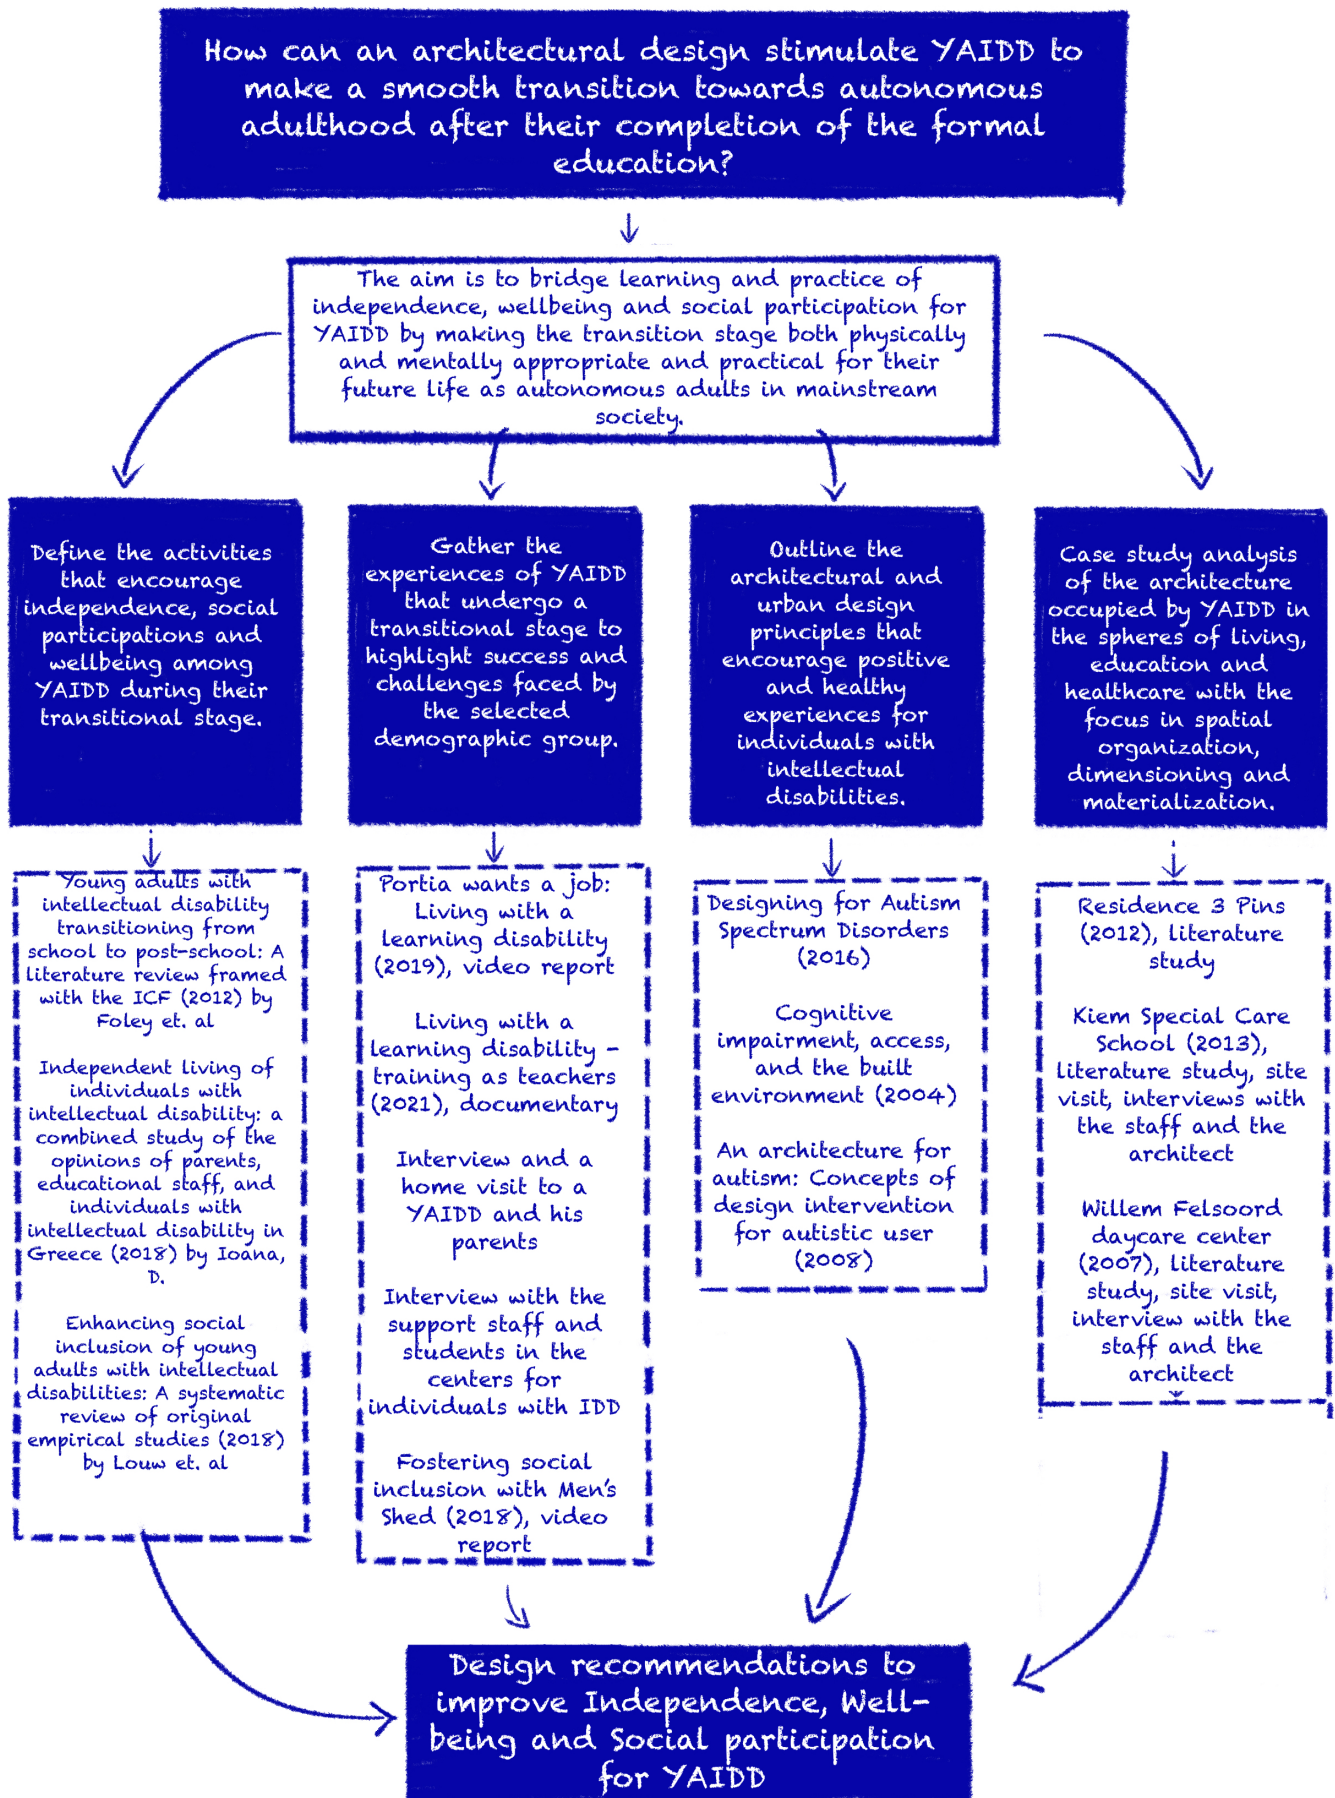 How can an architectural design stimulate YAIDD to
make a smooth transition towards autonomous
adulthood after their completion of the formal
education?
The aim is to bridge learning and practice of
independence, wellbeing and social participation for
YAIDD by making the transition stage both physically
and mentally appropriate and practical for their
future life as autonomous adults in mainstream
society.
Define the activities
that encourage
independence, social
participations and
wellbeing among
YAIDD during their
transitional stage.
Gather the
experiences of YAIDD
that undergo a
transitional stage to
highlight success and
challenges faced by
the selected
demographic group.
Outline the
architectural and
urban design
principles that
encourage positive
and healthy
experiences for
individuals with
intellectual
disabilities.
Case study analysis
of the architecture
occupied by YAIDD in
the spheres of living,
education and
healthcare with the
focus in spatial
organization,
dimensioning and
materialization.
Young adults with
intellectual disability
transitioning from
school to post-school: A
literature review framed
with the ICF (2012) by
Foley et. al
Independent living of
individuals with
intellectual disability: a
combined study of the
opinions of parents,
educational staff, and
individuals with
intellectual disability in
Greece (2018) by Ioana,
D.
Enhancing social
inclusion of young
adults with intellectual
disabilities: A systematic
review of original
empirical studies (2018)
by Louw et. al
Portia wants a job:
Living with a
learning disability
(2019), video report
Living with a
learning disability -
training as teachers
(2021), documentary
Interview and a
home visit to a
YAIDD and his
parents
Interview with the
support staff and
students in the
centers for
individuals with IDD
Fostering social
inclusion with Men's
Shed (2018), video
report
Designing for Autism
Spectrum Disorders
(2016)
Cognitive
impairment, access,
and the built
environment (2004)
An architecture for
autism: Concepts of
design intervention
for autistic user
(2008)
Residence 3 Pins
(2012), literature
study
Kiem Special Care
School (2013),
literature study, site
visit, interviews with
the staff and the
architect
Willem Felsoord
daycare center
(2007), literature
study, site visit,
interview with the
staff and the
architect
Design recommendations to
improve Independence, Well-
being and Social participation
for YAIDD